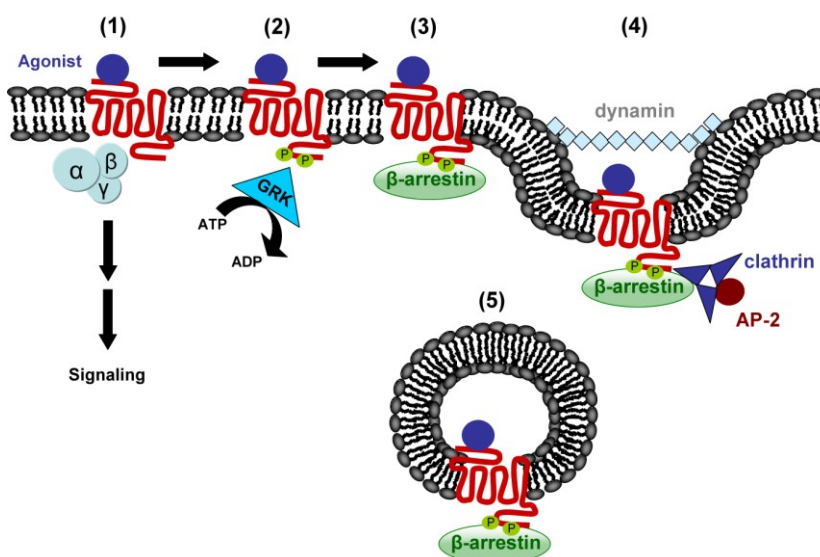 (1)
(2)
(3)
(4)
Agonist
dynamin
α
β
γ
P
P
GRK
ATP
ADP
P
P
β-arrestin
P
P
β-arrestin
clathrin
AP-2
Signaling
(5)
P
P
β-arrestin